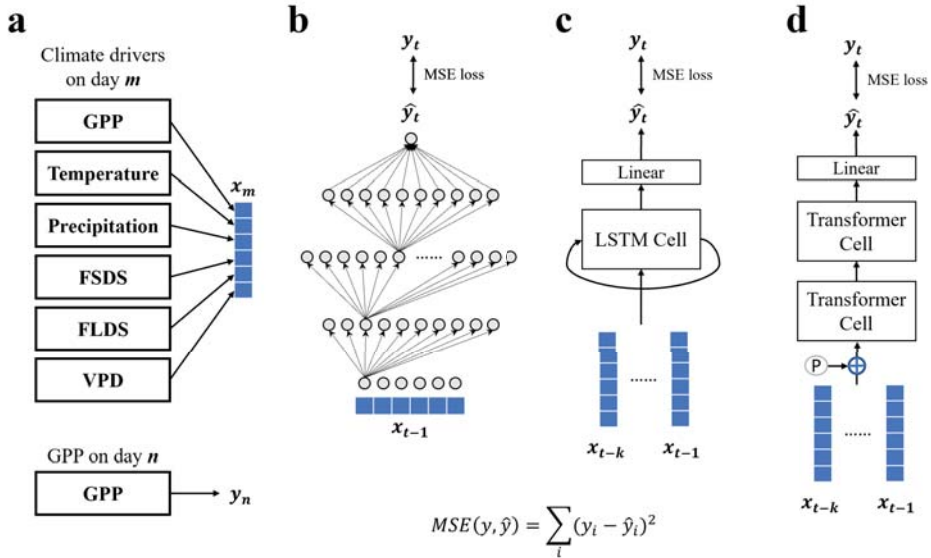 a
Climate drivers
on day m
GPP
Temperature
Precipitation
FSDS
FLDS
VPD
x_m
GPP on day n
GPP
y_n
b
y_t
MSE loss
ŷ_t
......
x_{t-1}
c
y_t
MSE loss
ŷ_t
Linear
LSTM Cell
......
x_{t-k} x_{t-1}
d
y_t
MSE loss
ŷ_t
Linear
Transformer
Cell
Transformer
Cell
P
......
x_{t-k} x_{t-1}
MSE(y, ŷ) = ∑_i (y_i − ŷ_i)²